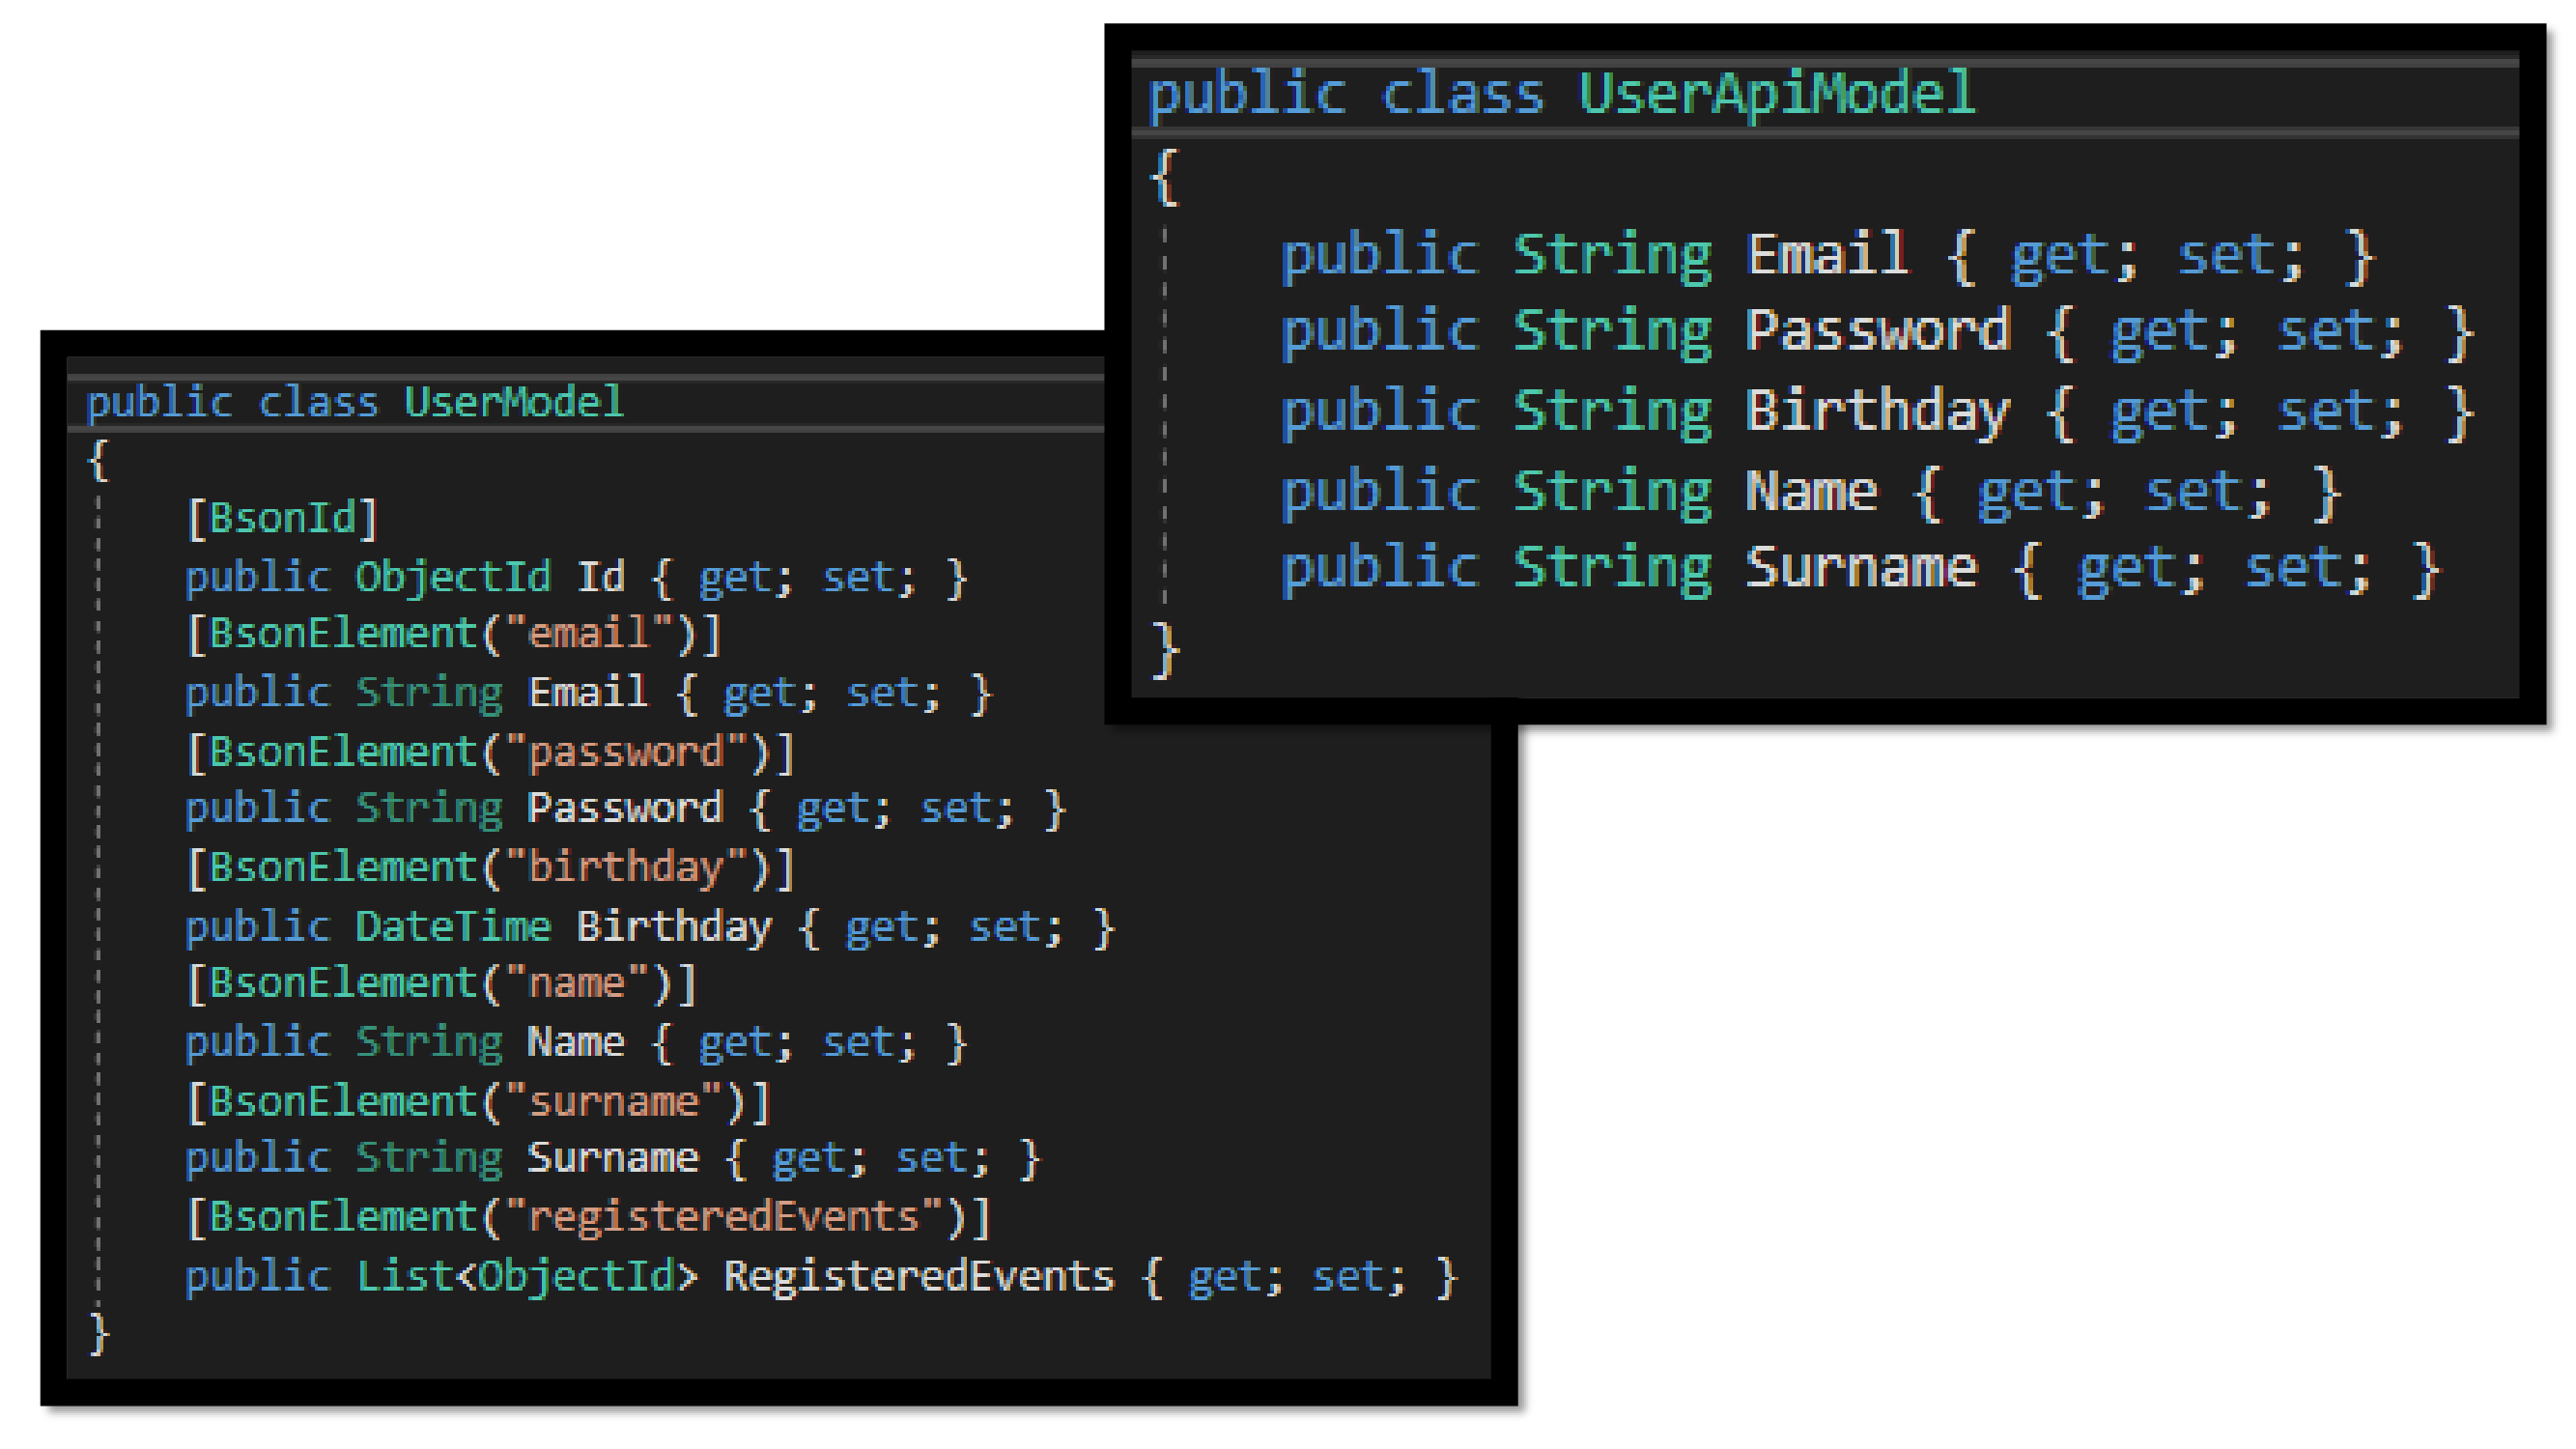 public class UserModel
{
[BsonId]
public ObjectId Id { get; set; }
[BsonElement("email")]
public String Email { get; set; }
[BsonElement("password")]
public String Password { get; set; }
[BsonElement("birthday")]
public DateTime Birthday { get; set; }
[BsonElement("name")]
public String Name { get; set; }
[BsonElement("surname")]
public String Surname { get; set; }
[BsonElement("registeredEvents")]
public List<ObjectId> RegisteredEvents { get; set; }
}
public class UserApiModel
{
public String Email { get; set; }
public String Password { get; set; }
public String Birthday { get; set; }
public String Name { get; set; }
public String Surname { get; set; }
}